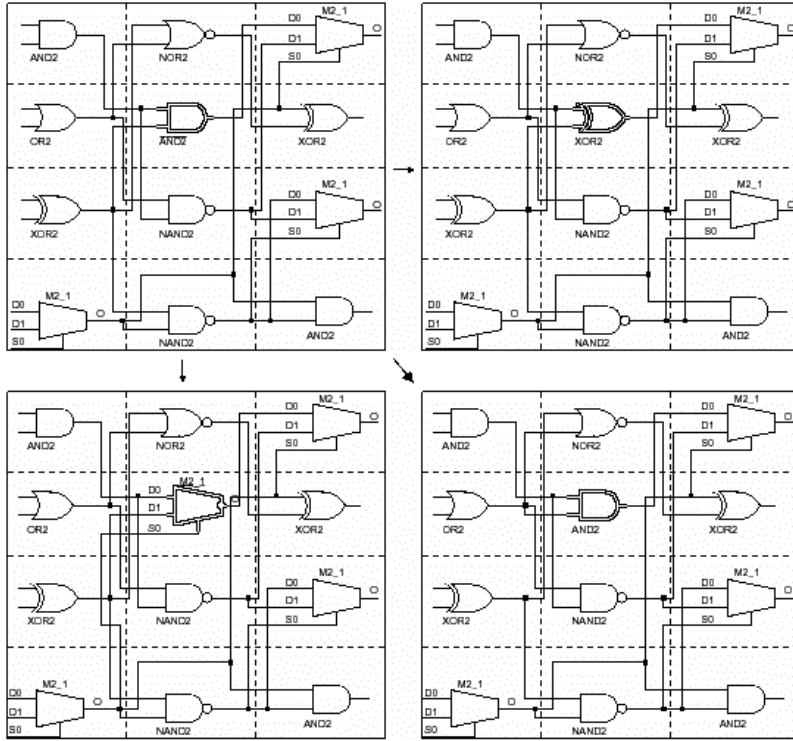 M2_1
D0
O
D1
AND2
NOR2
S0
OR2
AND2
XOR2
M2_1
D0
D1
O
XOR2
NAND2
S0
M2_1
D0
O
D1
S0
NAND2
AND2
M2_1
D0
O
D1
AND2
NOR2
S0
OR2
XOR2
XOR2
M2_1
D0
D1
O
XOR2
NAND2
S0
M2_1
D0
O
D1
S0
NAND2
AND2
M2_1
D0
O
D1
AND2
NOR2
S0
M2_1
D0
O
D1
OR2
S0
XOR2
M2_1
D0
O
D1
XOR2
NAND2
S0
M2_1
D0
O
D1
S0
NAND2
AND2
M2_1
D0
O
D1
AND2
NOR2
S0
OR2
AND2
XOR2
M2_1
D0
O
D1
XOR2
NAND2
S0
M2_1
D0
O
D1
S0
NAND2
AND2